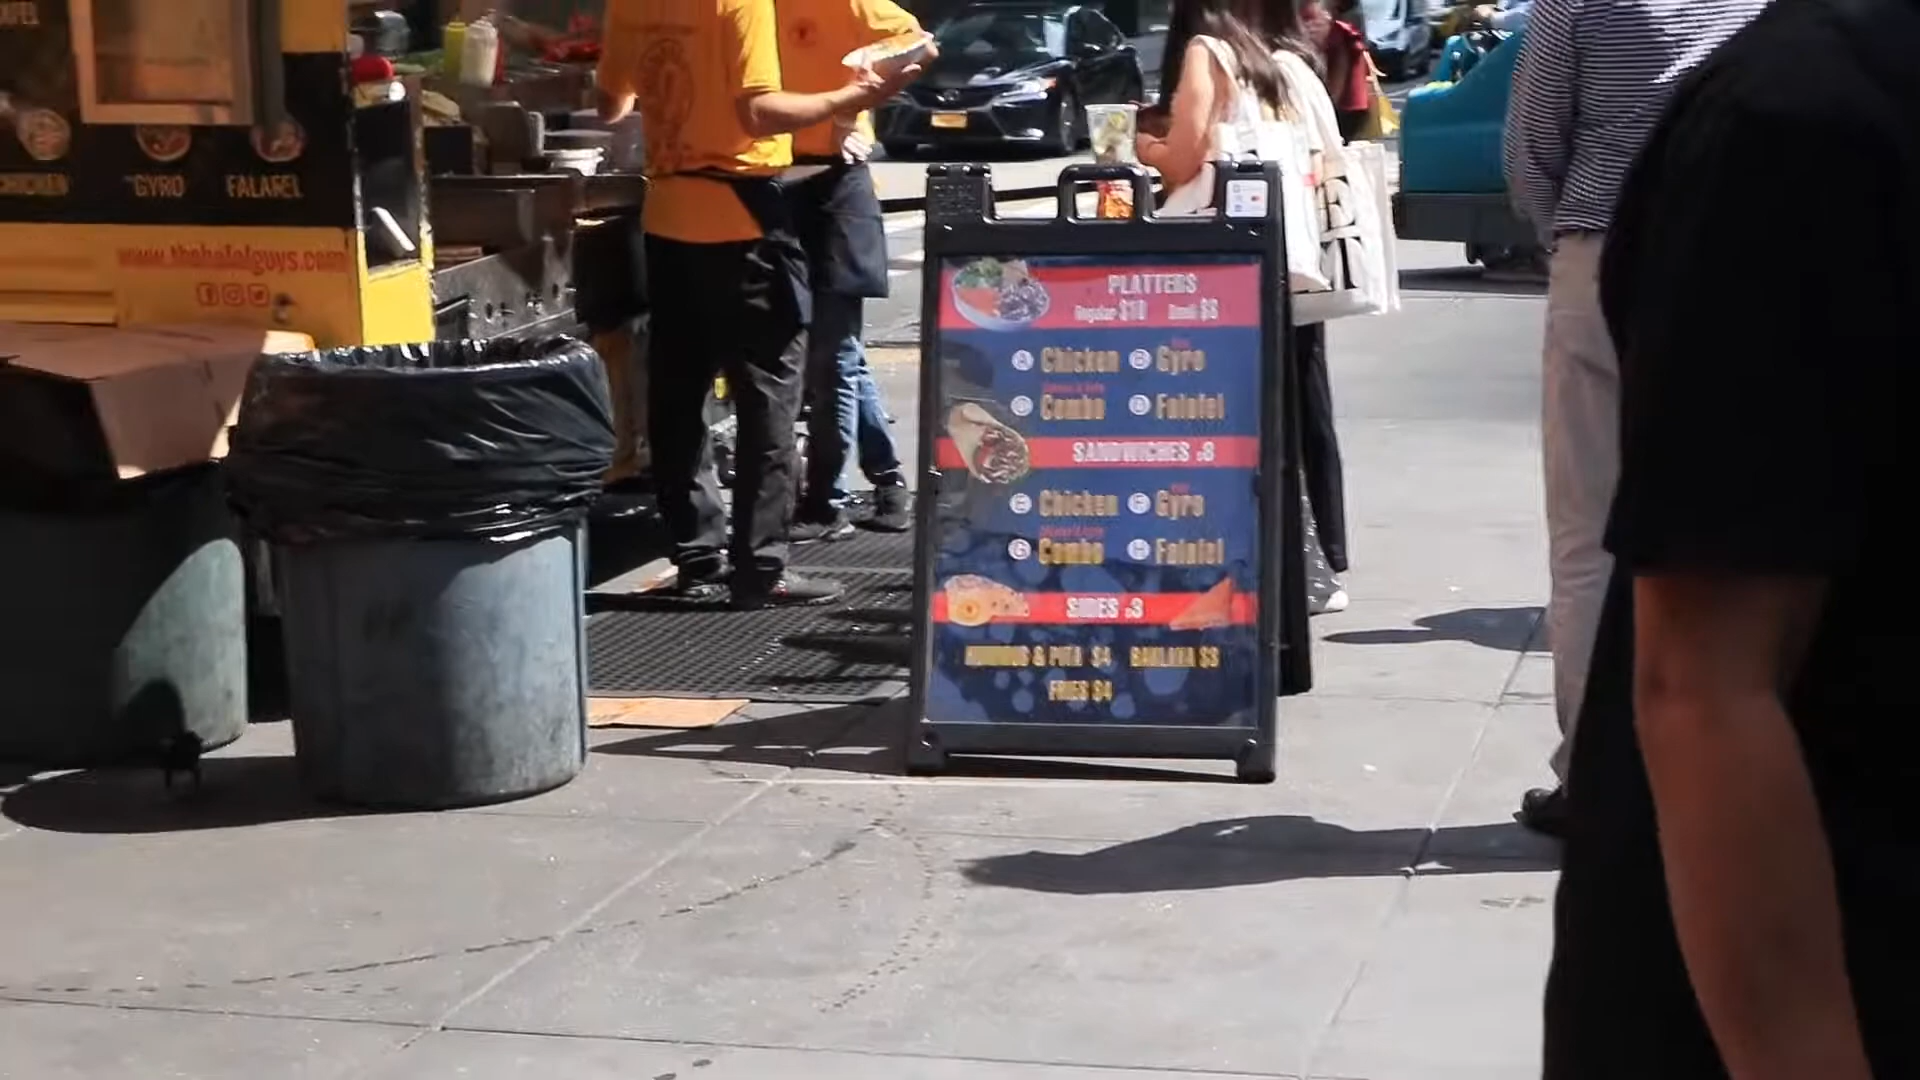 CHICKEN GYRO FALAFEL
www.thehalalguys.com
PLATTERS
Regular $10 Small $8
A Chicken B Gyro
Combo D Falafel
SANDWICHES $8
E Chicken F Gyro
G Combo H Falafel
SIDES $3
HUMMUS & PITA $4 BAKLAVA $3
FRIES $4